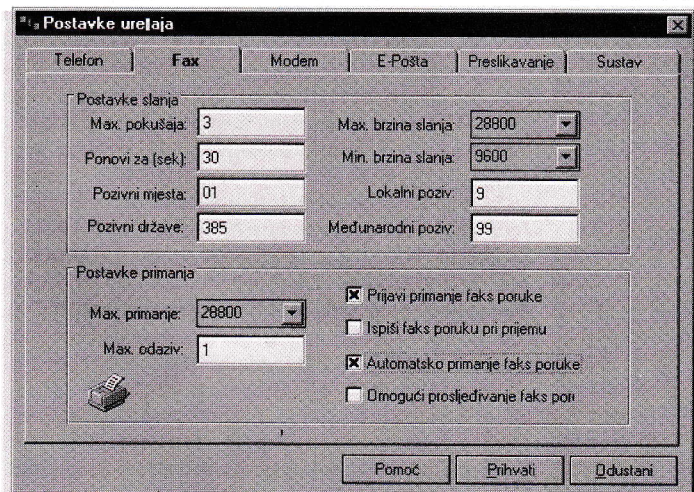 Postavke urelaja
Telefon Fax Modem E-Pošta Preslikavanje Sustav
Postavke slanja
Max. pokušaja: 3
Ponovi za (sek): 30
Pozivni mjesta: 01
Pozivni države: 385
Max. brzina slanja: 28800
Min. brzina slanja: 9600
Lokalni poziv: 9
Međunarodni poziv: 99
Postavke primanja
Max. primanje: 28800
Max. odaziv: 1
Prijavi primanje faks poruke
Ispiši faks poruku pri prijemu
Automatsko primanje faks poruke
Omogući prosljeđivanje faks poru
Pomoć Prihvati Odustani